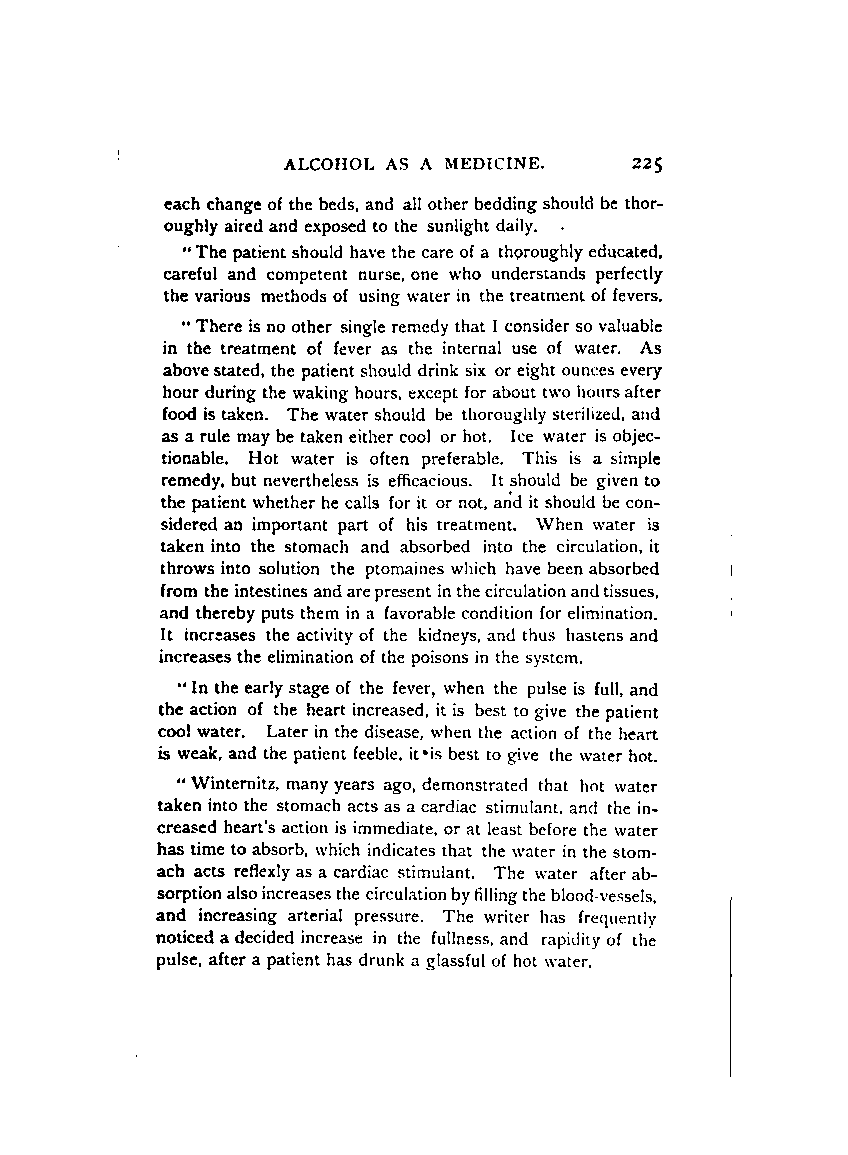 ALCOHOL AS A MEDICINE. 225
each change of the beds, and all other bedding should be thor-
oughly aired and exposed to the sunlight daily.
" The patient should have the care of a thoroughly educated,
careful and competent nurse, one who understands perfectly
the various methods of using water in the treatment of fevers.
" There is no other single remedy that I consider so valuable
in the treatment of fever as the internal use of water. As
above stated, the patient should drink six or eight ounces every
hour during the waking hours, except for about two hours after
food is taken. The water should be thoroughly sterilized, and
as a rule may be taken either cool or hot. Ice water is objec-
tionable. Hot water is often preferable. This is a simple
remedy, but nevertheless is efficacious. It should be given to
the patient whether he calls for it or not, and it should be con-
sidered an important part of his treatment. When water is
taken into the stomach and absorbed into the circulation, it
throws into solution the ptomaines which have been absorbed
from the intestines and are present in the circulation and tissues,
and thereby puts them in a favorable condition for elimination.
It increases the activity of the kidneys, and thus hastens and
increases the elimination of the poisons in the system.
" In the early stage of the fever, when the pulse is full, and
the action of the heart increased, it is best to give the patient
cool water. Later in the disease, when the action of the heart
is weak, and the patient feeble, it is best to give the water hot.
" Winternitz, many years ago, demonstrated that hot water
taken into the stomach acts as a cardiac stimulant, and the in-
creased heart's action is immediate, or at least before the water
has time to absorb, which indicates that the water in the stom-
ach acts reflexly as a cardiac stimulant. The water after ab-
sorption also increases the circulation by filling the blood-vessels,
and increasing arterial pressure. The writer has frequently
noticed a decided increase in the fullness, and rapidity of the
pulse, after a patient has drunk a glassful of hot water.